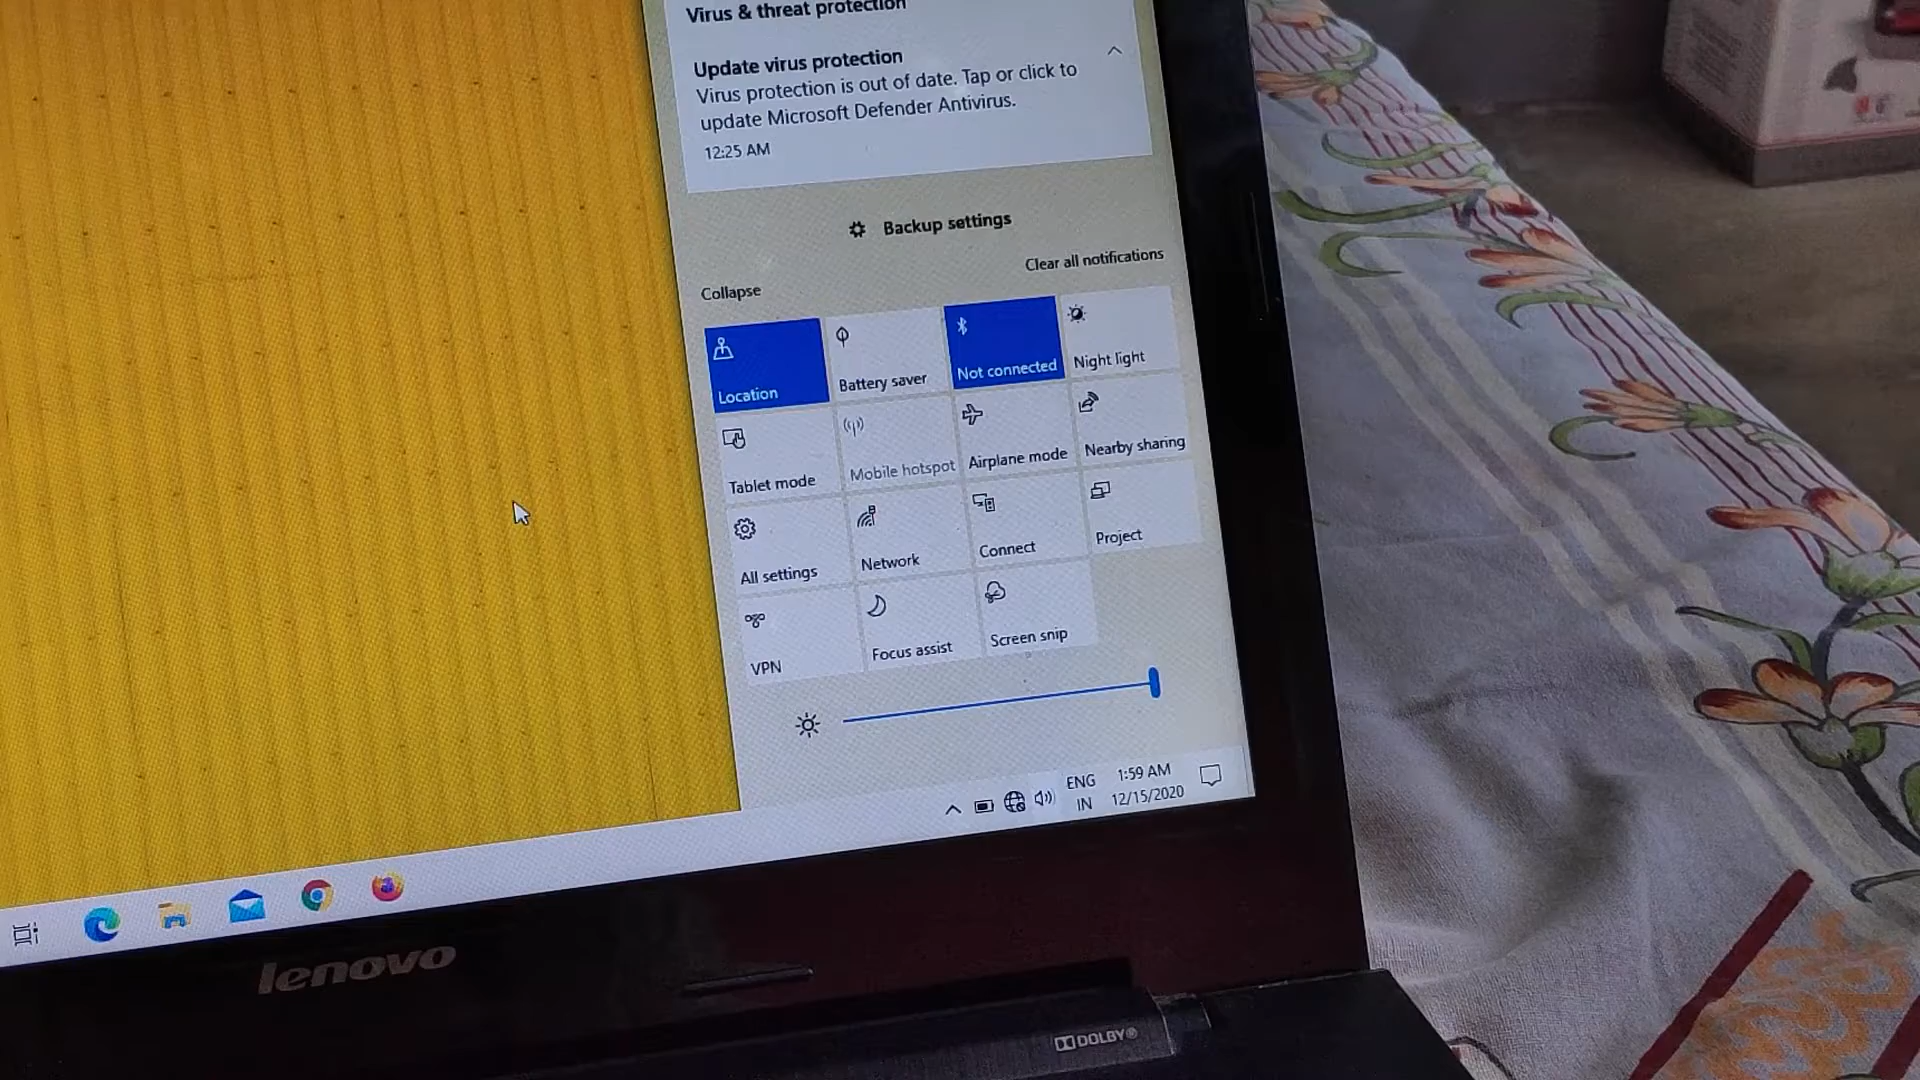 Virus & threat protection
Update virus protection
Virus protection is out of date. Tap or click to
update Microsoft Defender Antivirus.
12:25 AM
Backup settings
Clear all notifications
Collapse
Location
Battery saver
Not connected
Night light
Tablet mode
Mobile hotspot
Airplane mode
Nearby sharing
All settings
Network
Connect
Project
VPN
Focus assist
Screen snip
ENG
IN
1:59 AM
12/15/2020
lenovo
DOLBY®